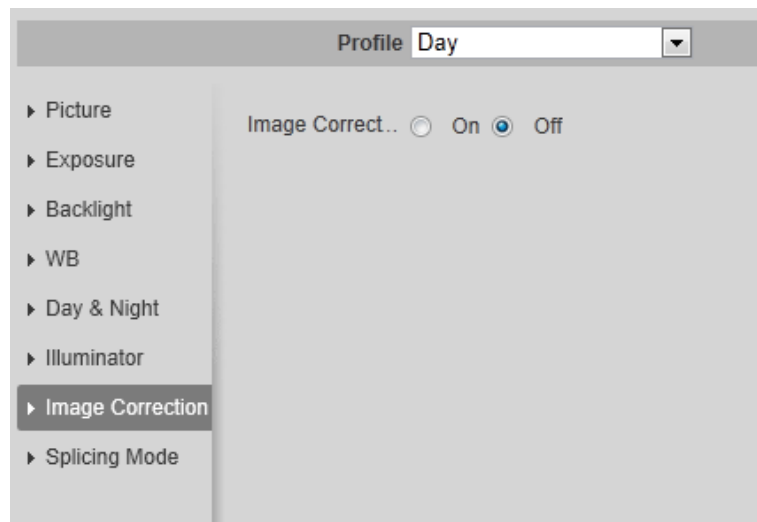 Profile Day
Picture
Image Correct.. On Off
Exposure
Backlight
WB
Day & Night
Illuminator
Image Correction
Splicing Mode